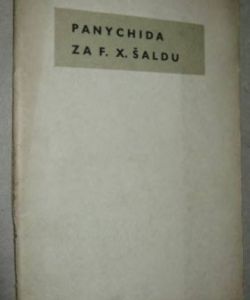 PANYCHIDA
ZA F. X. ŠALDU